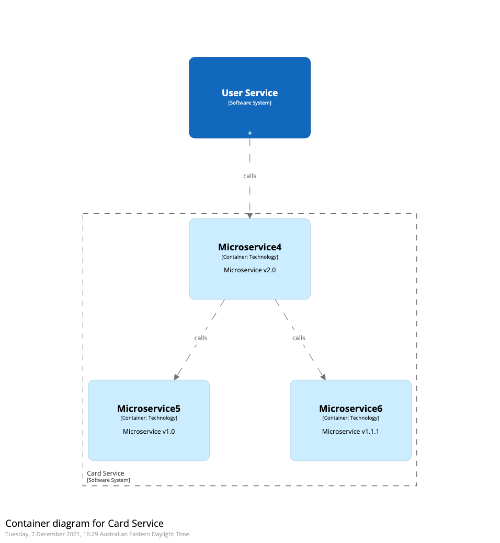 User Service
[Software System]
calls
Microservice4
[Container: Technology]
Microservice v2.0
calls
calls
Microservice5
[Container: Technology]
Microservice v1.0
Microservice6
[Container: Technology]
Microservice v1.1.1
Card Service
[Software System]
Container diagram for Card Service
Tuesday, 7 December 2021, 16:29 Australian Eastern Daylight Time